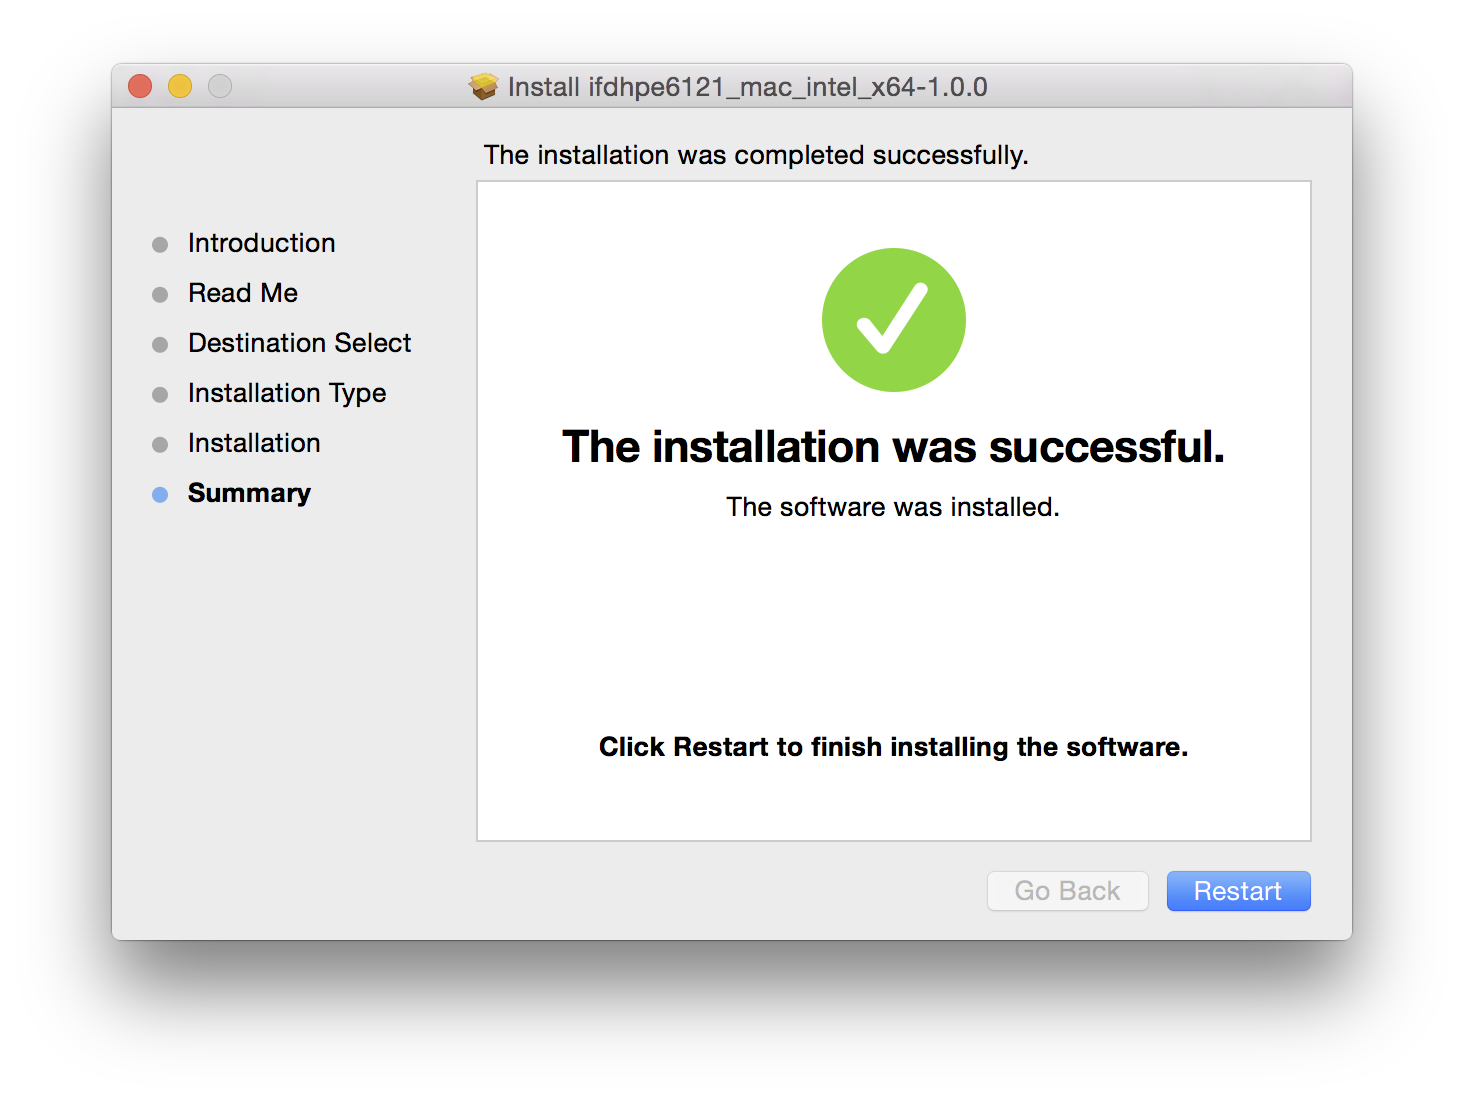 Install ifdhpe6121_mac_intel_x64-1.0.0
The installation was completed successfully.
Introduction
Read Me
Destination Select
Installation Type
Installation
Summary
The installation was successful.
The software was installed.
Click Restart to finish installing the software.
Go Back
Restart